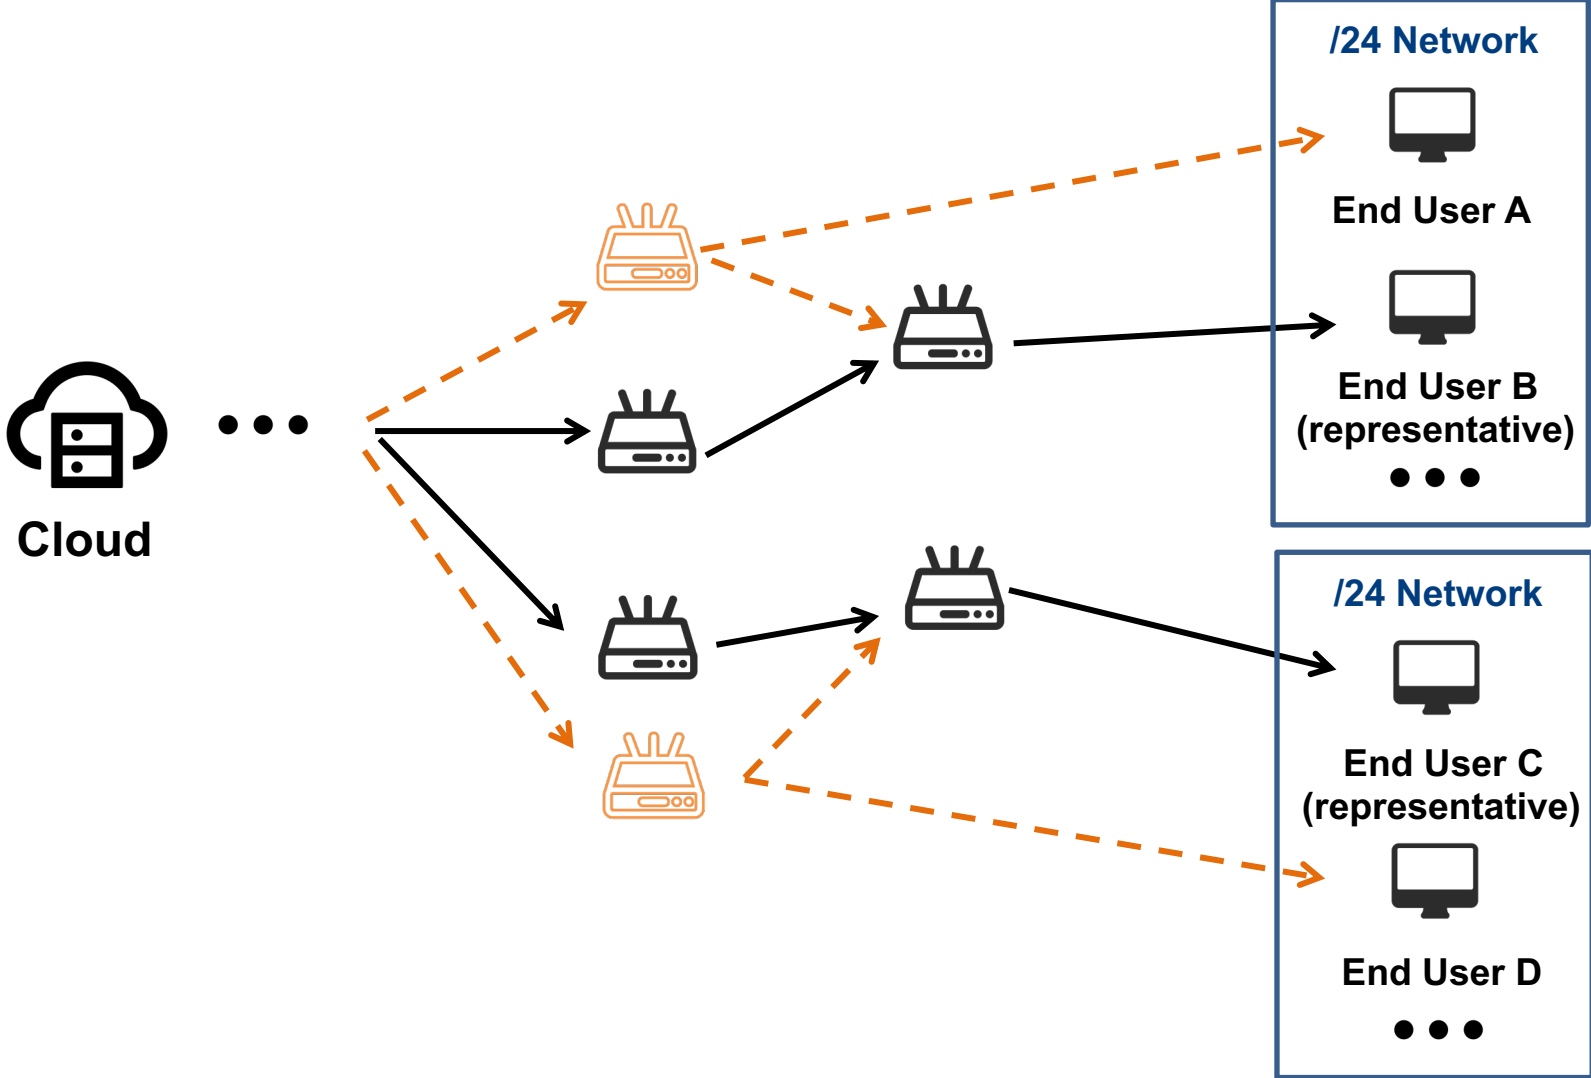 /24 Network
End User A
End User B
(representative)
Cloud
/24 Network
End User C
(representative)
End User D